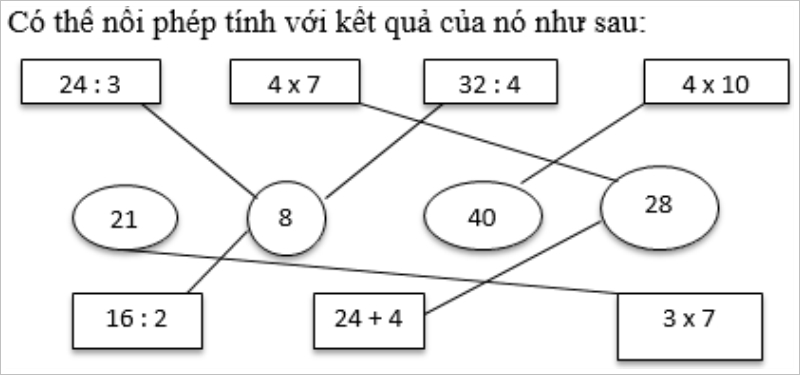 Có thể nối phép tính với kết quả của nó như sau:
24 : 3 4 x 7 32 : 4 4 x 10
21 8 40 28
16 : 2 24 + 4 3 x 7